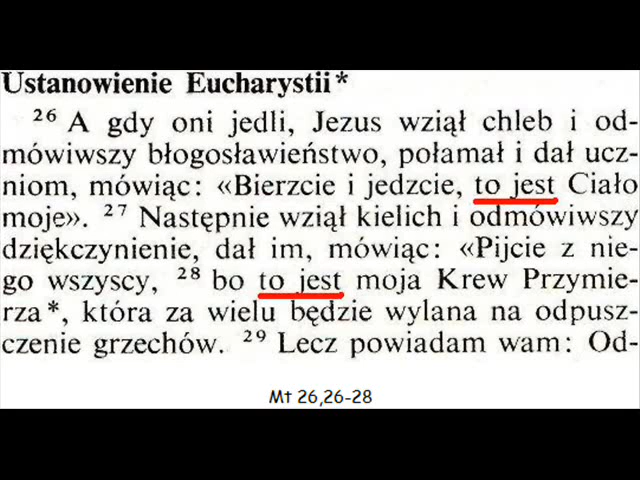 Ustanowienie Eucharystii*
26 A gdy oni jedli, Jezus wziął chleb i od-
mówiwszy błogosławieństwo, połamał i dał ucz-
niom, mówiąc: «Bierzcie i jedzcie, to jest Ciało
moje». 27 Następnie wziął kielich i odmówiwszy
dziękczynienie, dał im, mówiąc: «Pijcie z nie-
go wszyscy, 28 bo to jest moja Krew Przymie-
rza*, która za wielu będzie wylana na odpusz-
czenie grzechów. 29 Lecz powiadam wam: Od-
Mt 26,26-28